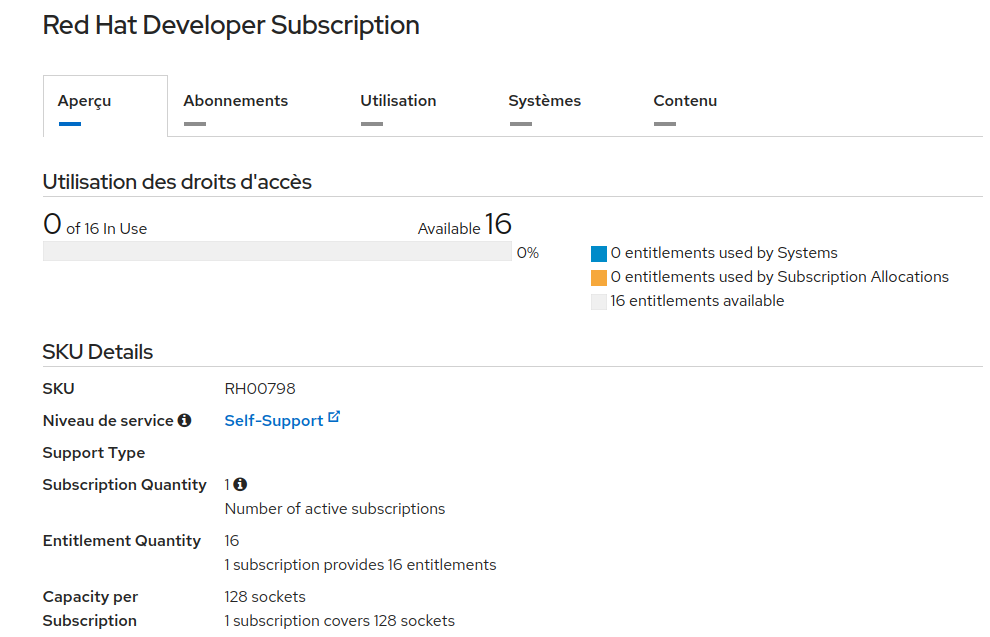 Red Hat Developer Subscription
Aperçu Abonnements Utilisation Systèmes Contenu
Utilisation des droits d'accès
0 of 16 In Use Available 16
0%
0 entitlements used by Systems
0 entitlements used by Subscription Allocations
16 entitlements available
SKU Details
SKU RH00798
Niveau de service Self-Support
Support Type
Subscription Quantity 1
Number of active subscriptions
Entitlement Quantity 16
1 subscription provides 16 entitlements
Capacity per 128 sockets
Subscription 1 subscription covers 128 sockets